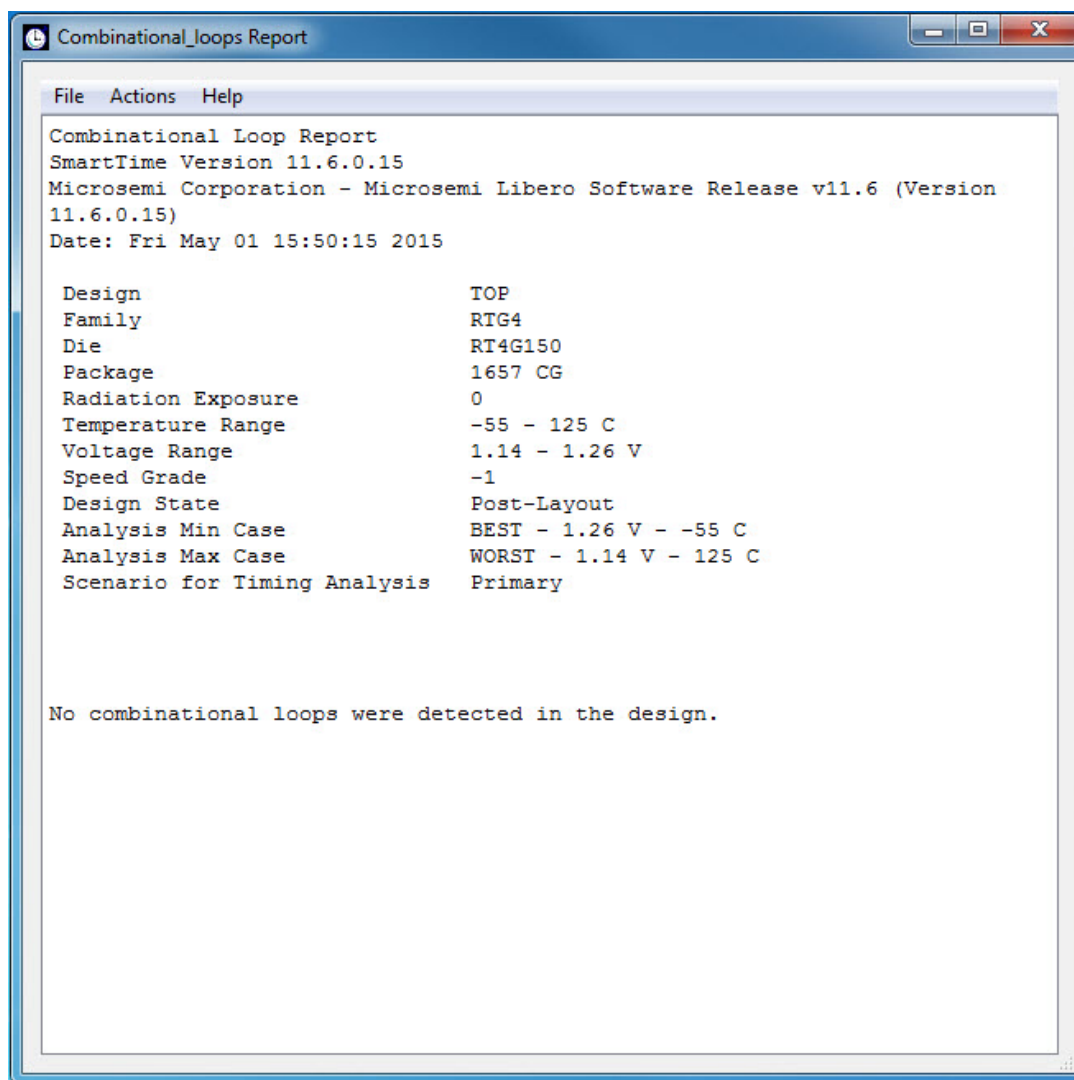 Combinational_loops Report
File Actions Help
Combinational Loop Report
SmartTime Version 11.6.0.15
Microsemi Corporation - Microsemi Libero Software Release v11.6 (Version
11.6.0.15)
Date: Fri May 01 15:50:15 2015
Design TOP
Family RTG4
Die RT4G150
Package 1657 CG
Radiation Exposure 0
Temperature Range -55 - 125 C
Voltage Range 1.14 - 1.26 V
Speed Grade -1
Design State Post-Layout
Analysis Min Case BEST - 1.26 V - -55 C
Analysis Max Case WORST - 1.14 V - 125 C
Scenario for Timing Analysis Primary
No combinational loops were detected in the design.